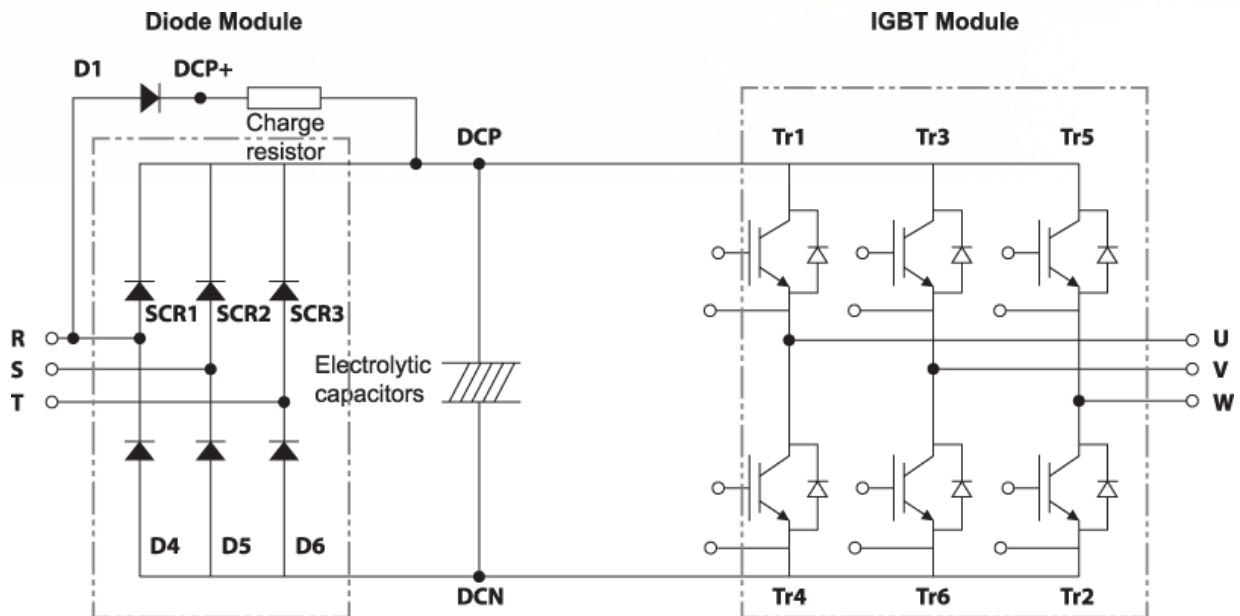 Diode Module
IGBT Module
D1
DCP+
Charge
resistor
DCP
Tr1
Tr3
Tr5
SCR1
SCR2
SCR3
R
S
T
Electrolytic
capacitors
U
V
W
D4
D5
D6
DCN
Tr4
Tr6
Tr2